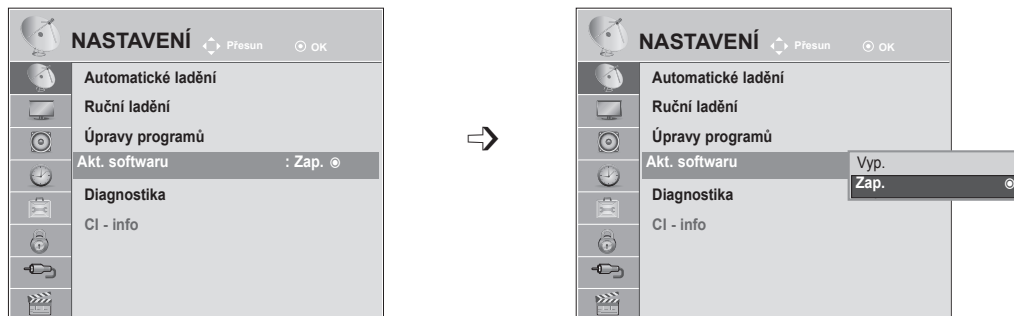 NASTAVENÍ Přesun OK
Automatické ladění
Ruční ladění
Úpravy programů
Akt. softwaru : Zap.
Diagnostika
CI - info
NASTAVENÍ Přesun OK
Automatické ladění
Ruční ladění
Úpravy programů
Akt. softwaru
Vyp.
Zap.
Diagnostika
CI - info